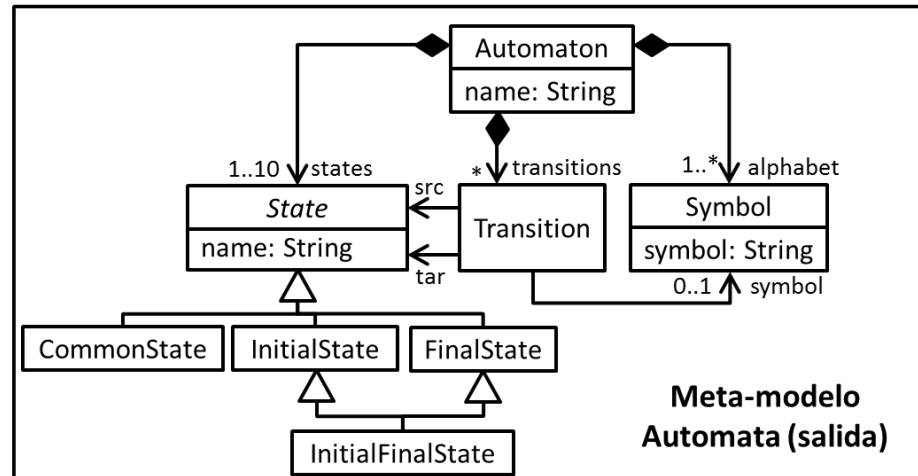 Automaton
name: String
1..10 states
* transitions
1..* alphabet
State
name: String
src
tar
Transition
Symbol
symbol: String
0..1 symbol
CommonState
InitialState
FinalState
InitialFinalState
Meta-modelo
Automata (salida)